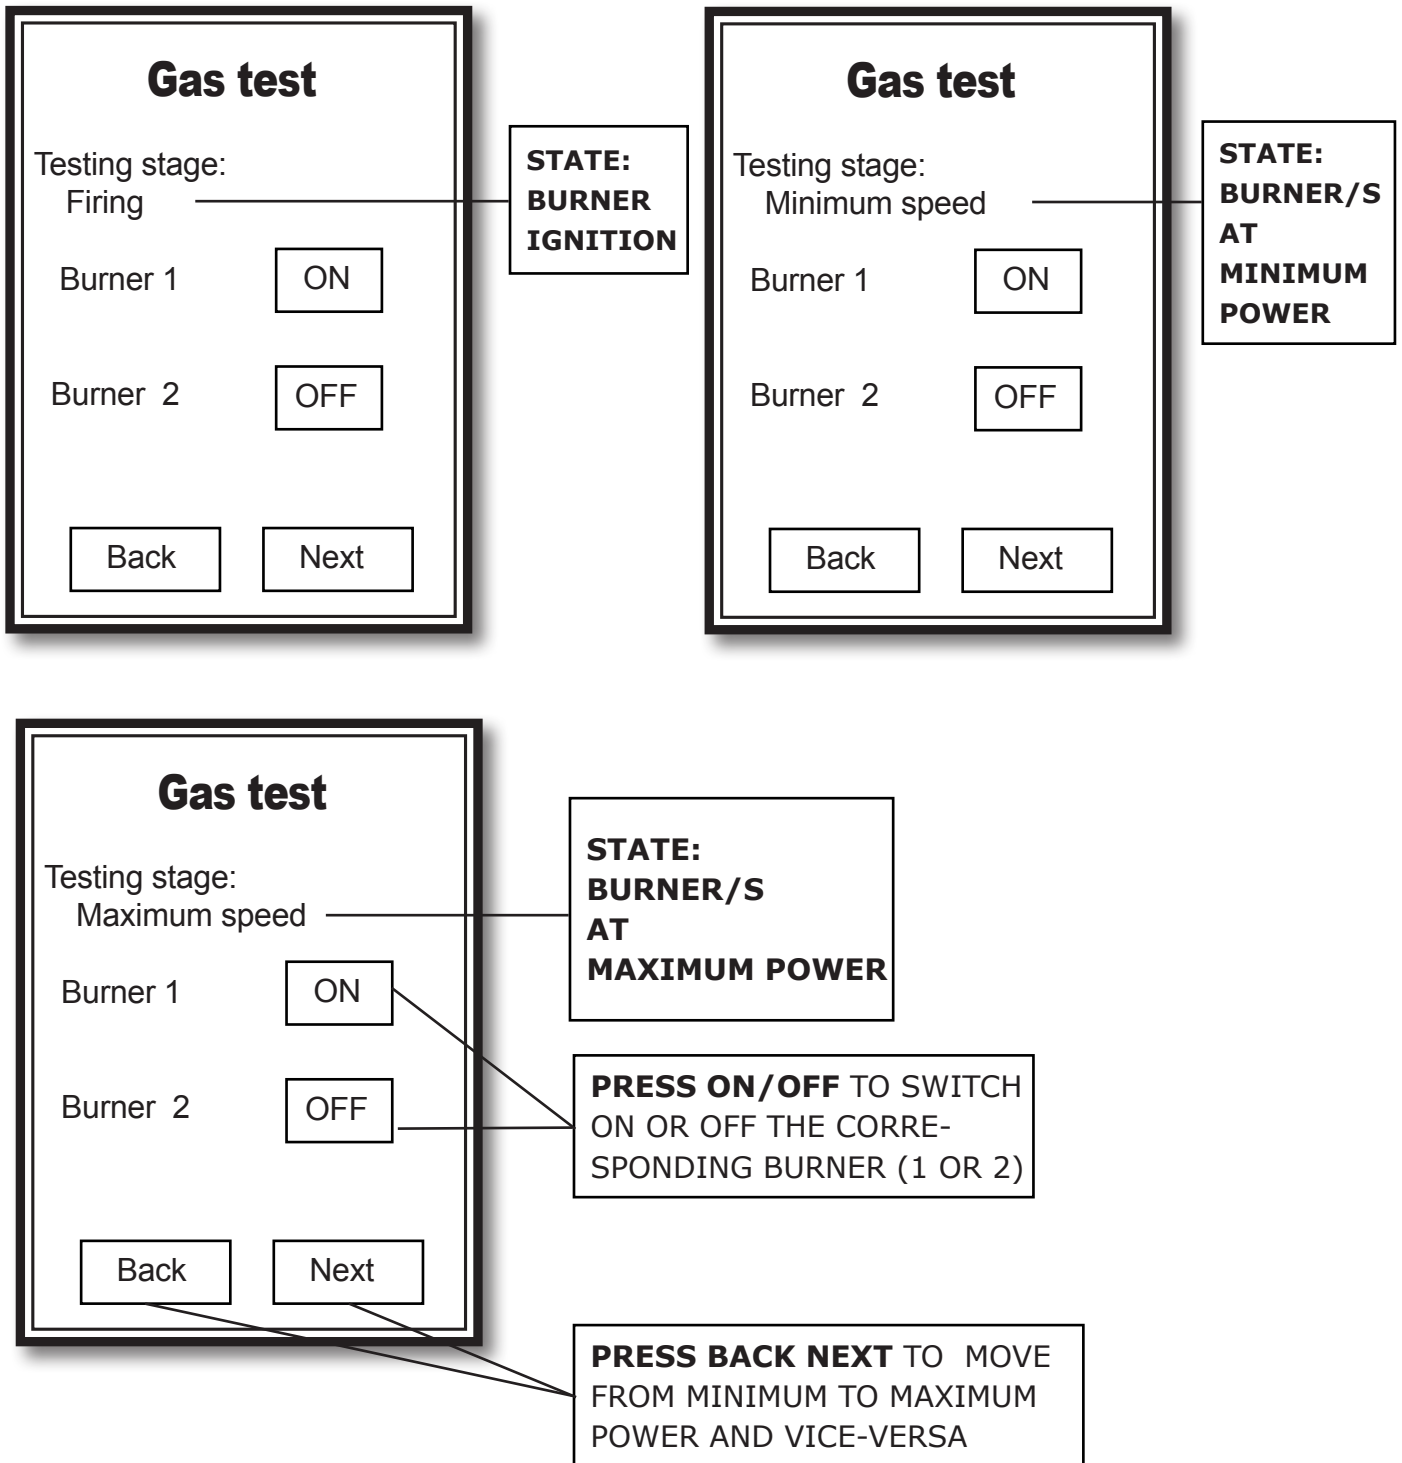 Gas test
Testing stage:
Firing
Burner 1
ON
Burner 2
OFF
Back
Next
STATE:
BURNER
IGNITION
Gas test
Testing stage:
Minimum speed
Burner 1
ON
Burner 2
OFF
Back
Next
STATE:
BURNER/S
AT
MINIMUM
POWER
Gas test
Testing stage:
Maximum speed
Burner 1
ON
Burner 2
OFF
Back
Next
STATE:
BURNER/S
AT
MAXIMUM POWER
PRESS ON/OFF TO SWITCH
ON OR OFF THE CORRE-
SPONDING BURNER (1 OR 2)
PRESS BACK NEXT TO MOVE
FROM MINIMUM TO MAXIMUM
POWER AND VICE-VERSA